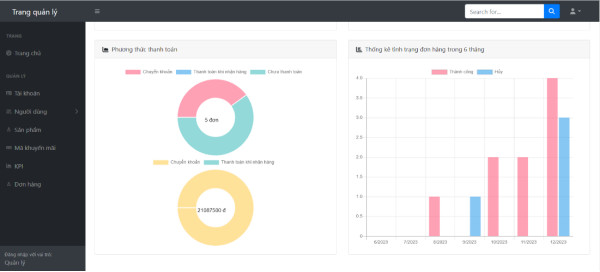 Trang quản lý
Search for...
TRANG
Trang chủ
QUẢN LÝ
Tài khoản
Người dùng
Sản phẩm
Mã khuyến mãi
KPI
Đơn hàng
Đăng nhập với vai trò:
Quản lý
Phương thức thanh toán
Chuyển khoản Thanh toán khi nhận hàng Chưa thanh toán
5 đơn
Chuyển khoản Thanh toán khi nhận hàng
21087500 đ
Thống kê tình trạng đơn hàng trong 6 tháng
Thành công Hủy
4.0
3.5
3.0
2.5
2.0
1.5
1.0
0.5
0
6/2023 7/2023 8/2023 9/2023 10/2023 11/2023 12/2023